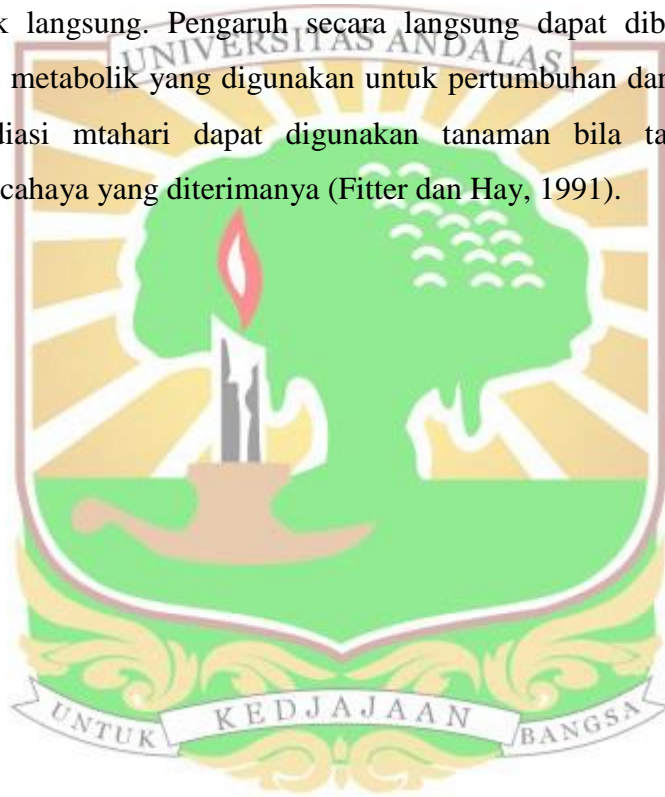 k langsung. Pengaruh secara langsung dapat dib
UNIVERSITAS ANDALAS
metabolik yang digunakan untuk pertumbuhan dan
diasi mtahari dapat digunakan tanaman bila ta
cahaya yang diterimanya (Fitter dan Hay, 1991).
UNTUK KEDJAJAAN BANGSA